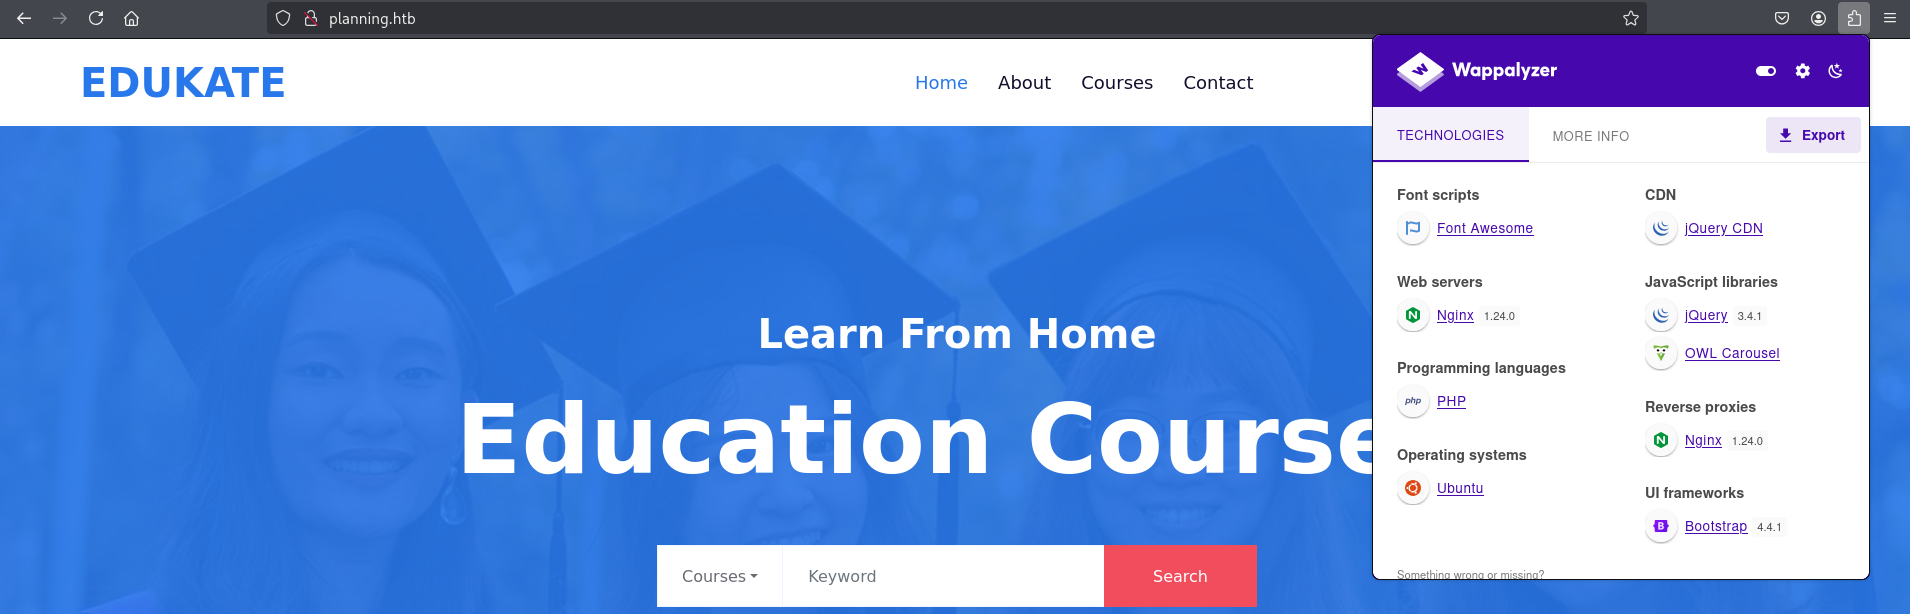 planning.htb
EDUKATE
Home About Courses Contact
Learn From Home
Education Course
Courses Keyword Search
Wappalyzer
TECHNOLOGIES MORE INFO Export
Font scripts
Font Awesome
Web servers
Nginx 1.24.0
Programming languages
php PHP
Operating systems
Ubuntu
CDN
jQuery CDN
JavaScript libraries
jQuery 3.4.1
OWL Carousel
Reverse proxies
Nginx 1.24.0
UI frameworks
B Bootstrap 4.4.1
Something wrong or missing?